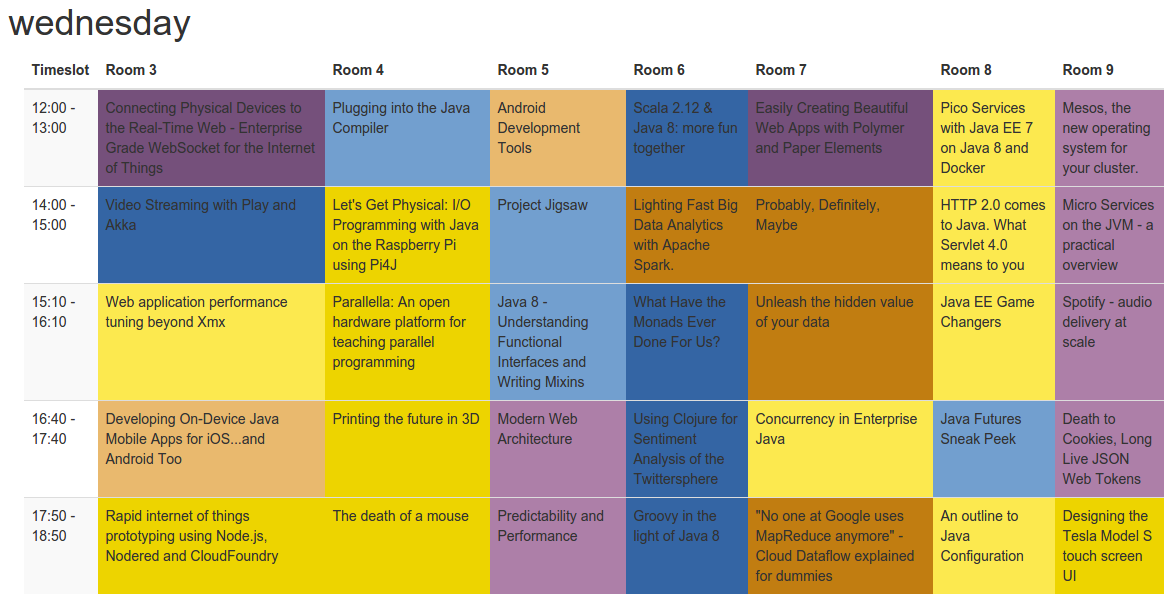 wednesday
Timeslot
Room 3
Room 4
Room 5
Room 6
Room 7
Room 8
Room 9
12:00 -
13:00
Connecting Physical Devices to
the Real-Time Web - Enterprise
Grade WebSocket for the Internet
of Things
Plugging into the Java
Compiler
Android
Development
Tools
Scala 2.12 &
Java 8: more fun
together
Easily Creating Beautiful
Web Apps with Polymer
and Paper Elements
Pico Services
with Java EE 7
on Java 8 and
Docker
Mesos, the
new operating
system for
your cluster.
14:00 -
15:00
Video Streaming with Play and
Akka
Let's Get Physical: I/O
Programming with Java
on the Raspberry Pi
using Pi4J
Project Jigsaw
Lighting Fast Big
Data Analytics
with Apache
Spark.
Probably, Definitely,
Maybe
HTTP 2.0 comes
to Java. What
Servlet 4.0
means to you
Micro Services
on the JVM - a
practical
overview
15:10 -
16:10
Web application performance
tuning beyond Xmx
Parallella: An open
hardware platform for
teaching parallel
programming
Java 8 -
Understanding
Functional
Interfaces and
Writing Mixins
What Have the
Monads Ever
Done For Us?
Unleash the hidden value
of your data
Java EE Game
Changers
Spotify - audio
delivery at
scale
16:40 -
17:40
Developing On-Device Java
Mobile Apps for iOS...and
Android Too
Printing the future in 3D
Modern Web
Architecture
Using Clojure for
Sentiment
Analysis of the
Twittersphere
Concurrency in Enterprise
Java
Java Futures
Sneak Peek
Death to
Cookies, Long
Live JSON
Web Tokens
17:50 -
18:50
Rapid internet of things
prototyping using Node.js,
Nodered and CloudFoundry
The death of a mouse
Predictability and
Performance
Groovy in the
light of Java 8
"No one at Google uses
MapReduce anymore" -
Cloud Dataflow explained
for dummies
An outline to
Java
Configuration
Designing the
Tesla Model S
touch screen
UI